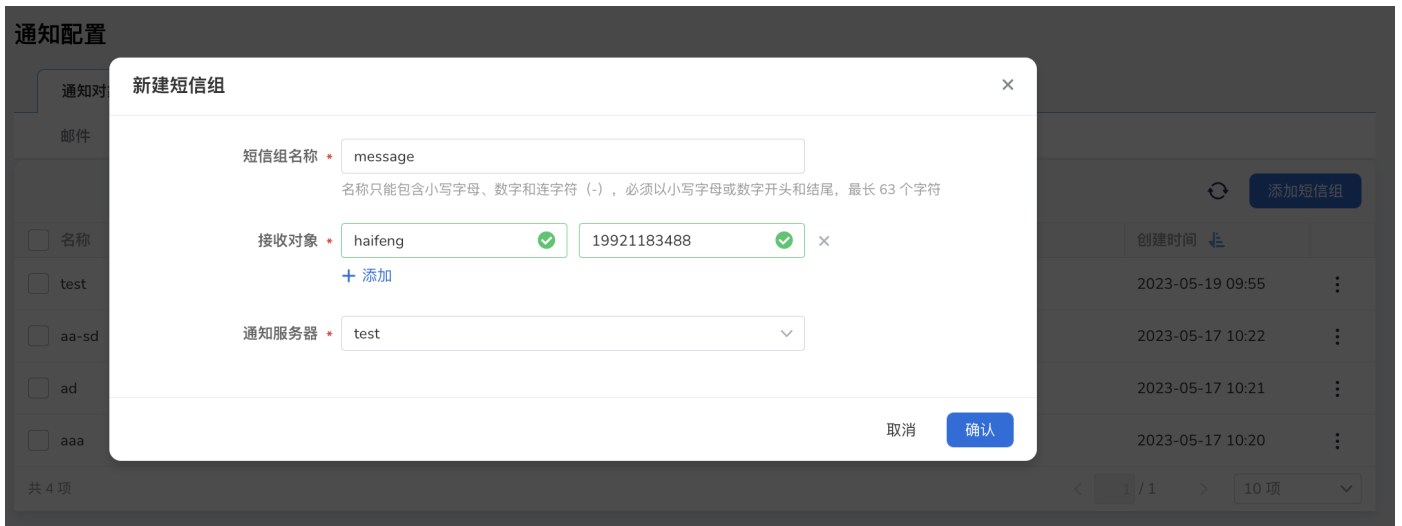 通知配置
通知对
新建短信组
邮件
短信组名称 * message
名称只能包含小写字母、数字和连字符（-），必须以小写字母或数字开头和结尾，最长 63 个字符
添加短信组
接收对象 * haifeng 19921183488
名称 创建时间
添加
test 2023-05-19 09:55
通知服务器 * test
aa-sd 2023-05-17 10:22
ad 2023-05-17 10:21
取消 确认
aaa 2023-05-17 10:20
共 4 项 1 / 1 10 项